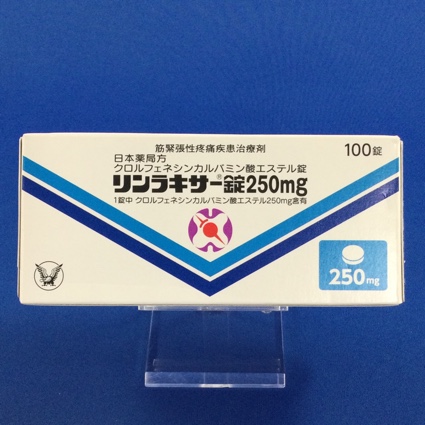 筋緊張性疼痛疾患治療剤
100錠
日本薬局方
クロルフェネシンカルバミン酸エステル錠
リンラキサー®錠250mg
1錠中 クロルフェネシンカルバミン酸エステル250mg含有
250mg